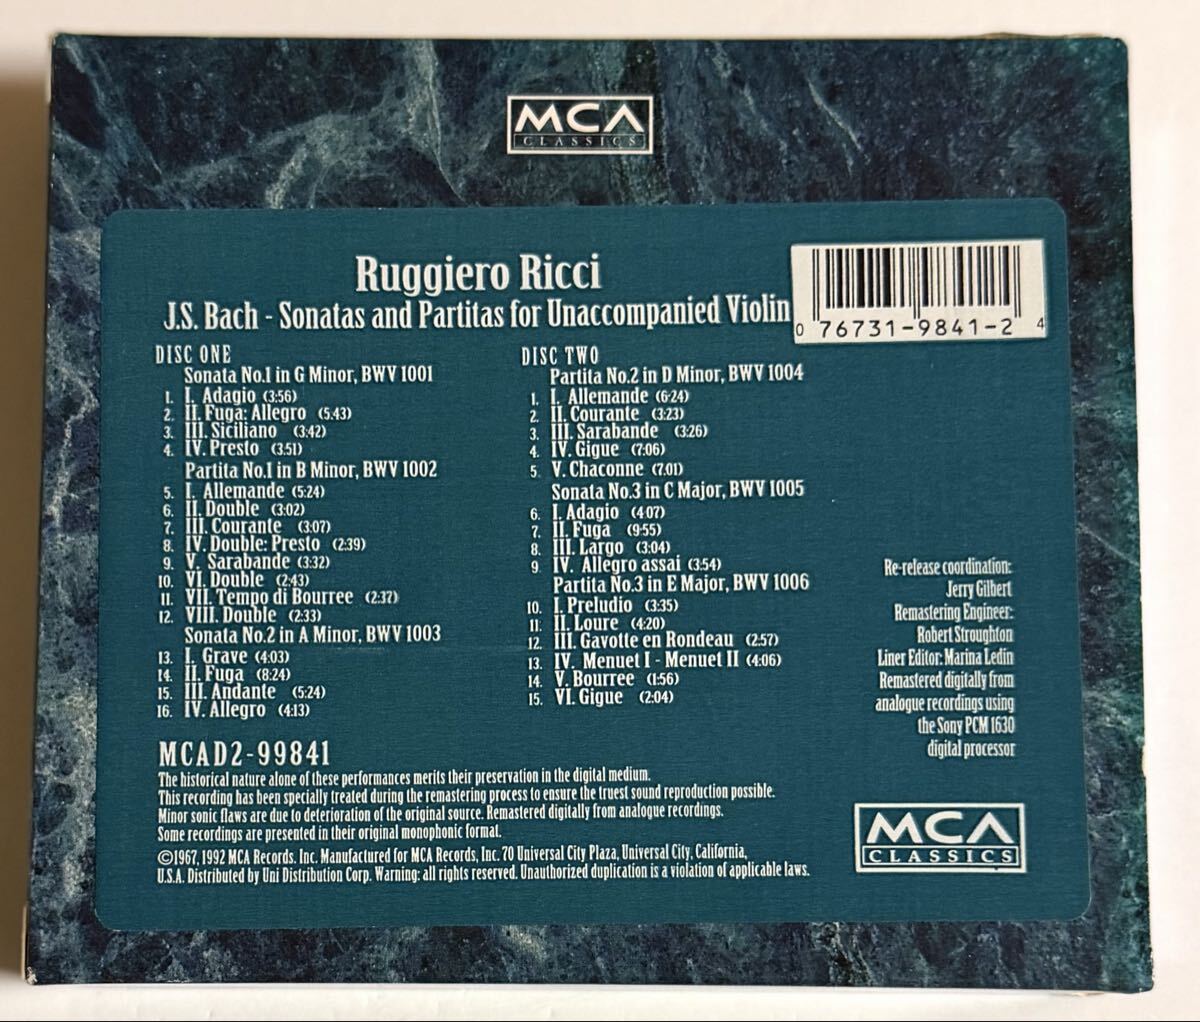 MCA
CLASSICS
Ruggiero Ricci
J.S. Bach - Sonatas and Partitas for Unaccompanied Violin
0 76731-9841-2 4
DISC ONE
Sonata No.1 in G Minor, BWV 1001
1. I. Adagio (3:56)
2. II. Fuga: Allegro (5:43)
3. III. Siciliano (3:42)
4. IV. Presto (3:51)
Partita No.1 in B Minor, BWV 1002
5. I. Allemande (5:24)
6. II. Double (3:02)
7. III. Courante (3:07)
8. IV. Double: Presto (2:39)
9. V. Sarabande (3:32)
10. VI. Double (2:43)
11. VII. Tempo di Bourree (2:37)
12. VIII. Double (2:33)
Sonata No.2 in A Minor, BWV 1003
13. I. Grave (4:03)
14. II. Fuga (8:24)
15. III. Andante (5:24)
16. IV. Allegro (4:13)
DISC TWO
Partita No.2 in D Minor, BWV 1004
1. I. Allemande (6:24)
2. II. Courante (3:23)
3. III. Sarabande (3:26)
4. IV. Gigue (7:06)
5. V. Chaconne (7:01)
Sonata No.3 in C Major, BWV 1005
6. I. Adagio (4:07)
7. II. Fuga (9:55)
8. III. Largo (3:04)
9. IV. Allegro assai (3:54)
Partita No.3 in E Major, BWV 1006
10. I. Preludio (3:35)
11. II. Loure (4:20)
12. III. Gavotte en Rondeau (2:57)
13. IV. Menuet I - Menuet II (4:06)
14. V. Bourree (1:56)
15. VI. Gigue (2:04)
Re-release coordination:
Jerry Gilbert
Remastering Engineer:
Robert Stroughton
Liner Editor: Marina Ledin
Remastered digitally from
analogue recordings using
the Sony PCM 1630
digital processor
MCAD2-99841
The historical nature alone of these performances merits their preservation in the digital medium.
This recording has been specially treated during the remastering process to ensure the truest sound reproduction possible.
Minor sonic flaws are due to deterioration of the original source. Remastered digitally from analogue recordings.
Some recordings are presented in their original monophonic format.
©1967, 1992 MCA Records, Inc. Manufactured for MCA Records, Inc. 70 Universal City Plaza, Universal City, California,
U.S.A. Distributed by Uni Distribution Corp. Warning: all rights reserved. Unauthorized duplication is a violation of applicable laws.
MCA
CLASSICS